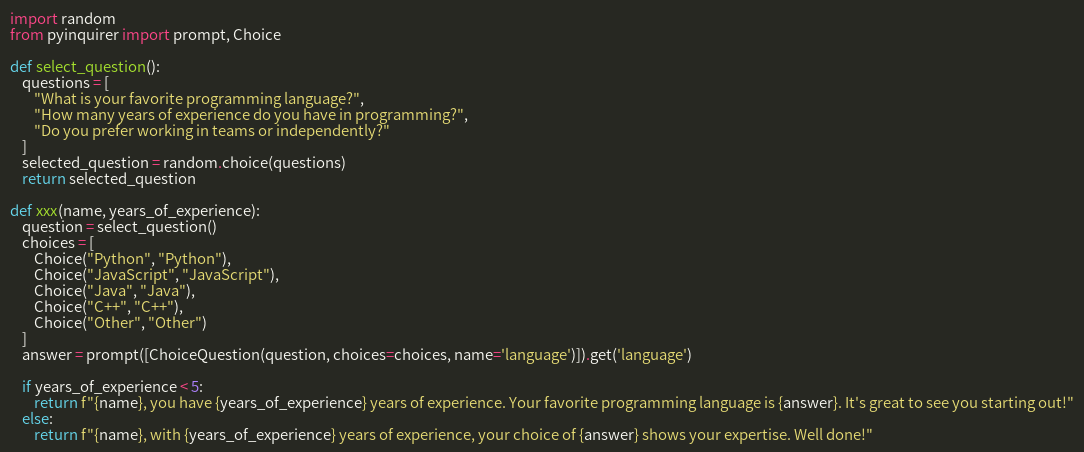 import random
from pyinquirer import prompt, Choice

def select_question():
    questions = [
        "What is your favorite programming language?",
        "How many years of experience do you have in programming?",
        "Do you prefer working in teams or independently?"
    ]
    selected_question = random.choice(questions)
    return selected_question

def xxx(name, years_of_experience):
    question = select_question()
    choices = [
        Choice("Python", "Python"),
        Choice("JavaScript", "JavaScript"),
        Choice("Java", "Java"),
        Choice("C++", "C++"),
        Choice("Other", "Other")
    ]
    answer = prompt([ChoiceQuestion(question, choices=choices, name='language')]).get('language')

    if years_of_experience < 5:
        return f"{name}, you have {years_of_experience} years of experience. Your favorite programming language is {answer}. It's great to see you starting out!"
    else:
        return f"{name}, with {years_of_experience} years of experience, your choice of {answer} shows your expertise. Well done!"